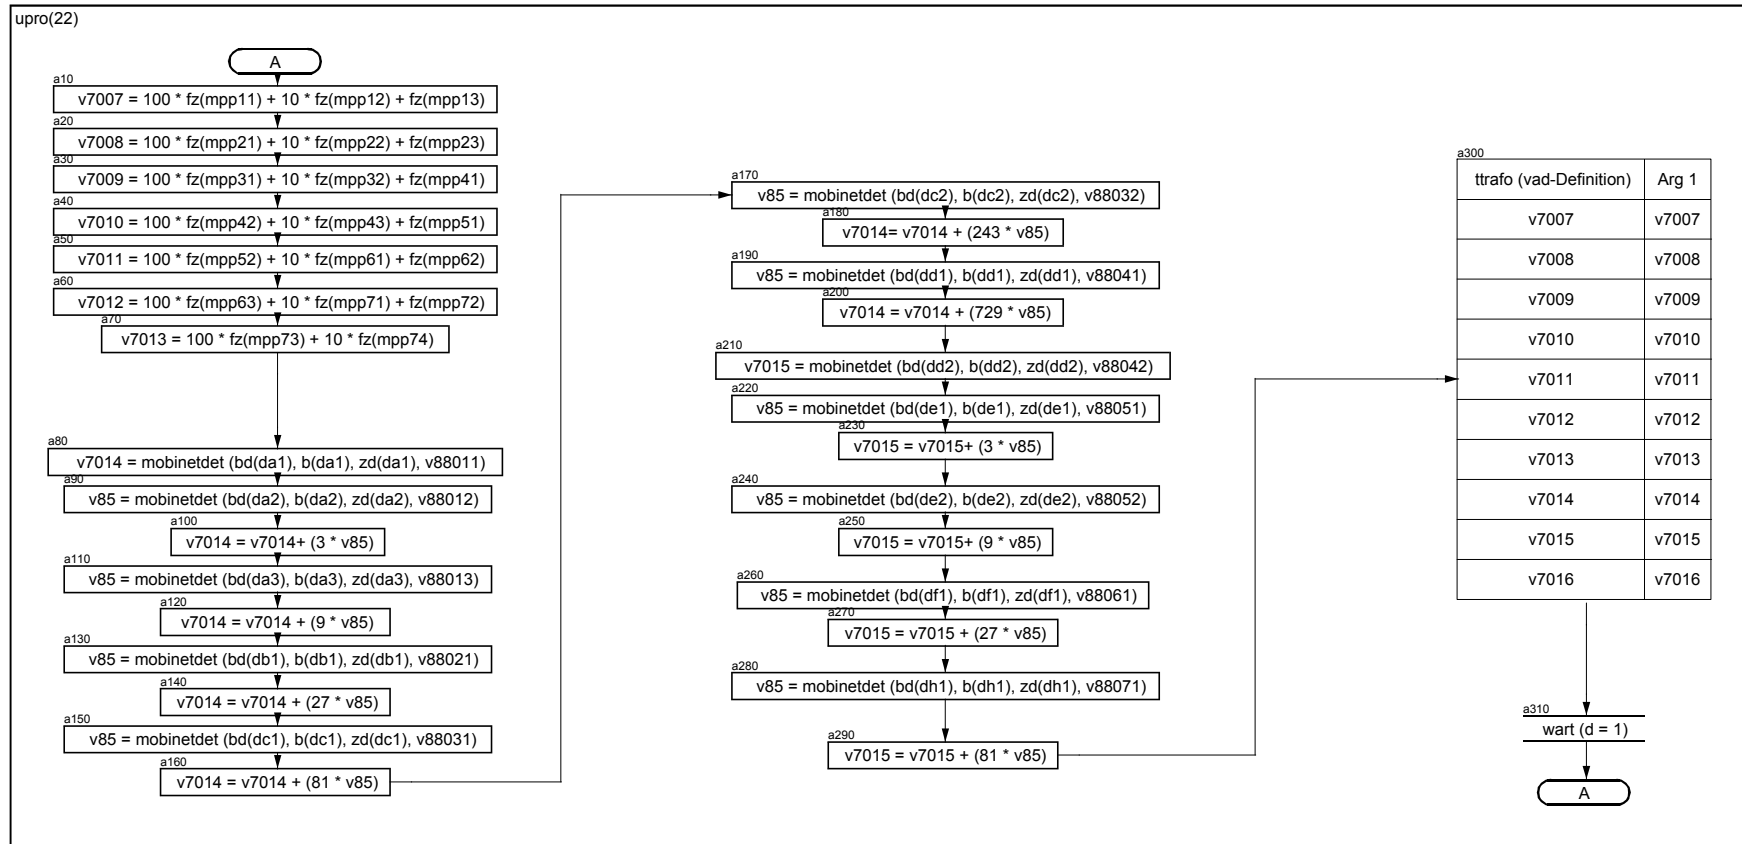 upro(22)
A
a10
v7007 = 100 * fz(mpp11) + 10 * fz(mpp12) + fz(mpp13)
a20
v7008 = 100 * fz(mpp21) + 10 * fz(mpp22) + fz(mpp23)
a30
v7009 = 100 * fz(mpp31) + 10 * fz(mpp32) + fz(mpp41)
a40
v7010 = 100 * fz(mpp42) + 10 * fz(mpp43) + fz(mpp51)
a50
v7011 = 100 * fz(mpp52) + 10 * fz(mpp61) + fz(mpp62)
a60
v7012 = 100 * fz(mpp63) + 10 * fz(mpp71) + fz(mpp72)
a70
v7013 = 100 * fz(mpp73) + 10 * fz(mpp74)
a80
v7014 = mobinetdet (bd(da1), b(da1), zd(da1), v88011)
a90
v85 = mobinetdet (bd(da2), b(da2), zd(da2), v88012)
a100
v7014 = v7014+ (3 * v85)
a110
v85 = mobinetdet (bd(da3), b(da3), zd(da3), v88013)
a120
v7014 = v7014 + (9 * v85)
a130
v85 = mobinetdet (bd(db1), b(db1), zd(db1), v88021)
a140
v7014 = v7014 + (27 * v85)
a150
v85 = mobinetdet (bd(dc1), b(dc1), zd(dc1), v88031)
a160
v7014 = v7014 + (81 * v85)
a170
v85 = mobinetdet (bd(dc2), b(dc2), zd(dc2), v88032)
a180
v7014= v7014 + (243 * v85)
a190
v85 = mobinetdet (bd(dd1), b(dd1), zd(dd1), v88041)
a200
v7014 = v7014 + (729 * v85)
a210
v7015 = mobinetdet (bd(dd2), b(dd2), zd(dd2), v88042)
a220
v85 = mobinetdet (bd(de1), b(de1), zd(de1), v88051)
a230
v7015 = v7015+ (3 * v85)
a240
v85 = mobinetdet (bd(de2), b(de2), zd(de2), v88052)
a250
v7015 = v7015+ (9 * v85)
a260
v85 = mobinetdet (bd(df1), b(df1), zd(df1), v88061)
a270
v7015 = v7015 + (27 * v85)
a280
v85 = mobinetdet (bd(dh1), b(dh1), zd(dh1), v88071)
a290
v7015 = v7015 + (81 * v85)
a300
ttrafo (vad-Definition) Arg 1
v7007 v7007
v7008 v7008
v7009 v7009
v7010 v7010
v7011 v7011
v7012 v7012
v7013 v7013
v7014 v7014
v7015 v7015
v7016 v7016
a310
wart (d = 1)
A